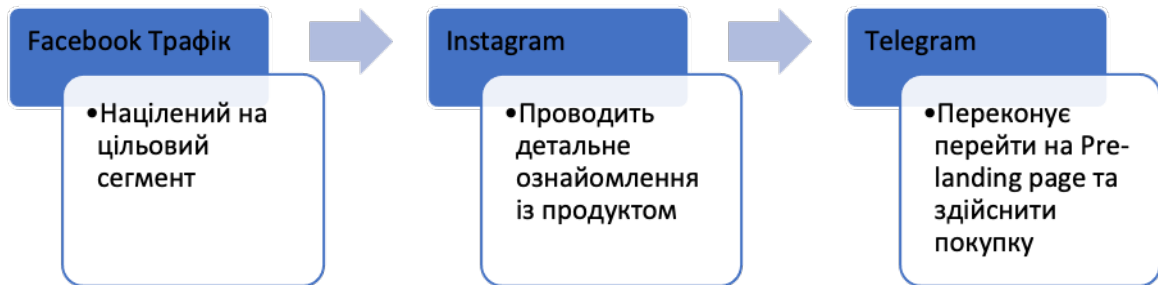 Facebook Трафік
•Націлений на
цільовий
сегмент
Instagram
•Проводить
детальне
ознайомлення
із продуктом
Telegram
•Переконує
перейти на Pre-
landing page та
здійснити
покупку